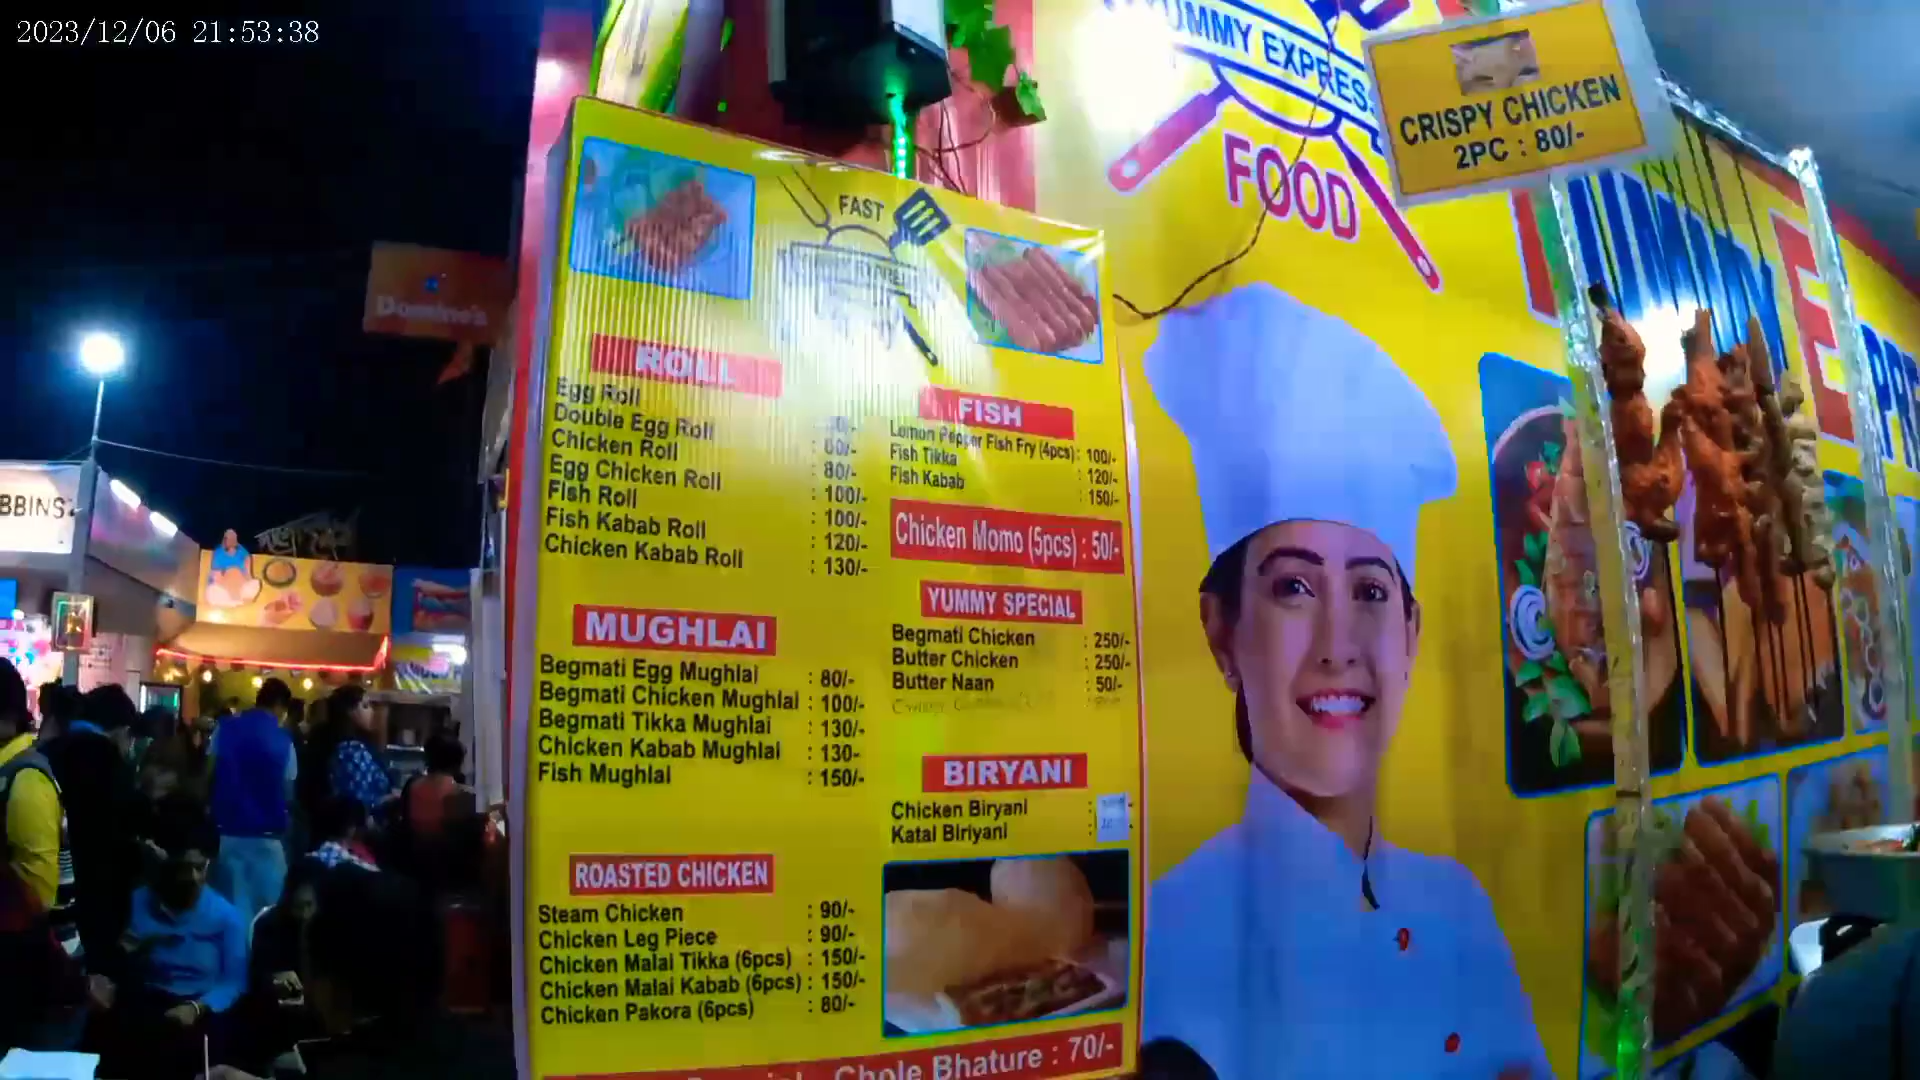 2023/12/06 21:53:38
YUMMY EXPRESS
FOOD
CRISPY CHICKEN
2PC : 80/-
Domino's
BBINS
FAST
ROLL
Egg Roll
Double Egg Roll
Chicken Roll : 60/-
Egg Chicken Roll : 80/-
Fish Roll : 100/-
Fish Kabab Roll : 100/-
Chicken Kabab Roll : 120/-
: 130/-
MUGHLAI
Begmati Egg Mughlai : 80/-
Begmati Chicken Mughlai : 100/-
Begmati Tikka Mughlai : 130/-
Chicken Kabab Mughlai : 130-
Fish Mughlai : 150/-
ROASTED CHICKEN
Steam Chicken : 90/-
Chicken Leg Piece : 90/-
Chicken Malai Tikka (6pcs) : 150/-
Chicken Malai Kabab (6pcs) : 150/-
Chicken Pakora (6pcs) : 80/-
FISH
Lemon Pepper Fish Fry (4pcs) : 100/-
Fish Tikka : 120/-
Fish Kabab : 150/-
Chicken Momo (5pcs) : 50/-
YUMMY SPECIAL
Begmati Chicken : 250/-
Butter Chicken : 250/-
Butter Naan : 50/-
BIRYANI
Chicken Biryani :
Katal Biriyani :
Chole Bhature : 70/-